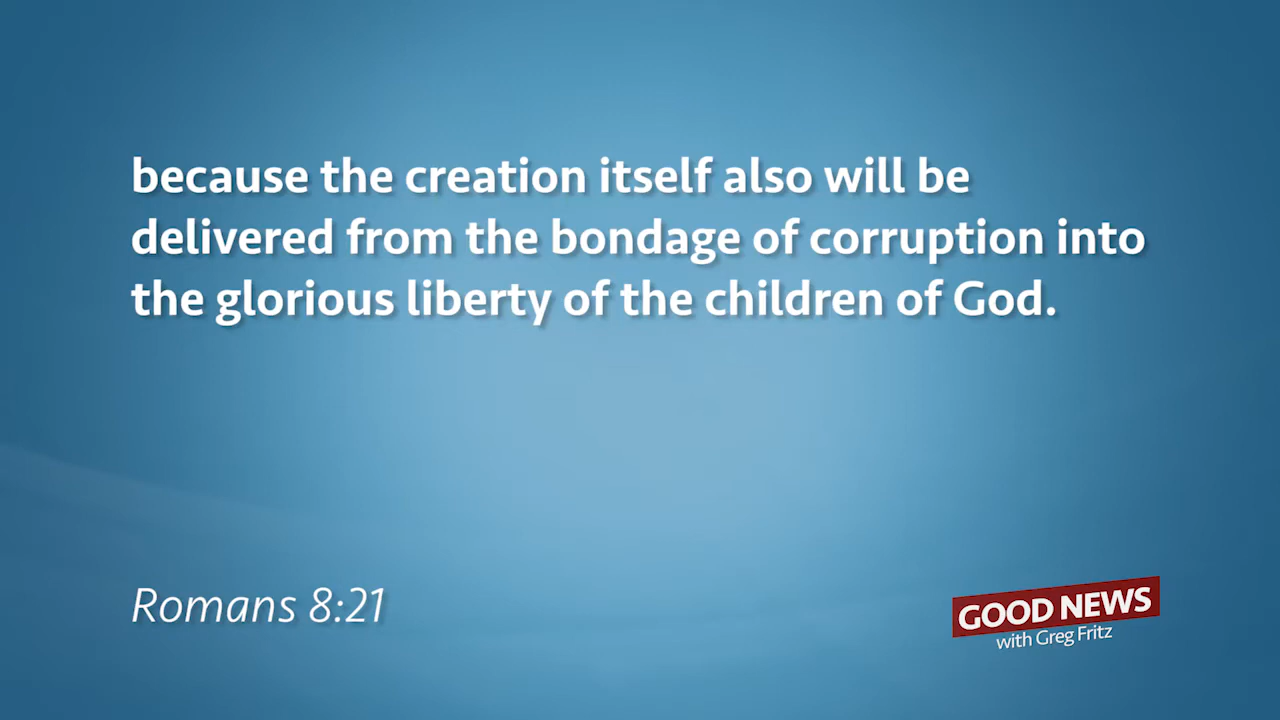 because the creation itself also will be
delivered from the bondage of corruption into
the glorious liberty of the children of God.
Romans 8:21
GOOD NEWS
with Greg Fritz